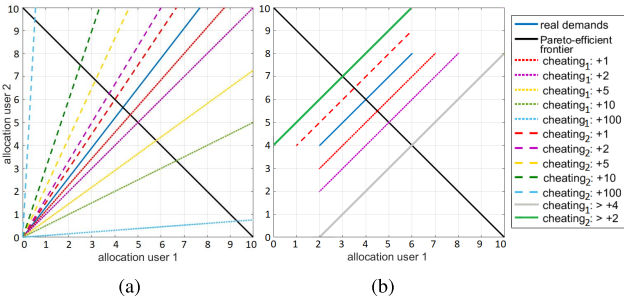 10
9
8
7
6
5
4
3
2
1
0
allocation user 2
0 1 2 3 4 5 6 7 8 9 10
allocation user 1
(a)
10
9
8
7
6
5
4
3
2
1
0
0 1 2 3 4 5 6 7 8 9 10
allocation user 1
(b)
real demands
Pareto-efficient
frontier
cheating₁: +1
cheating₁: +2
cheating₁: +5
cheating₁: +10
cheating₁: +100
cheating₂: +1
cheating₂: +2
cheating₂: +5
cheating₂: +10
cheating₂: +100
cheating₁: > +4
cheating₂: > +2